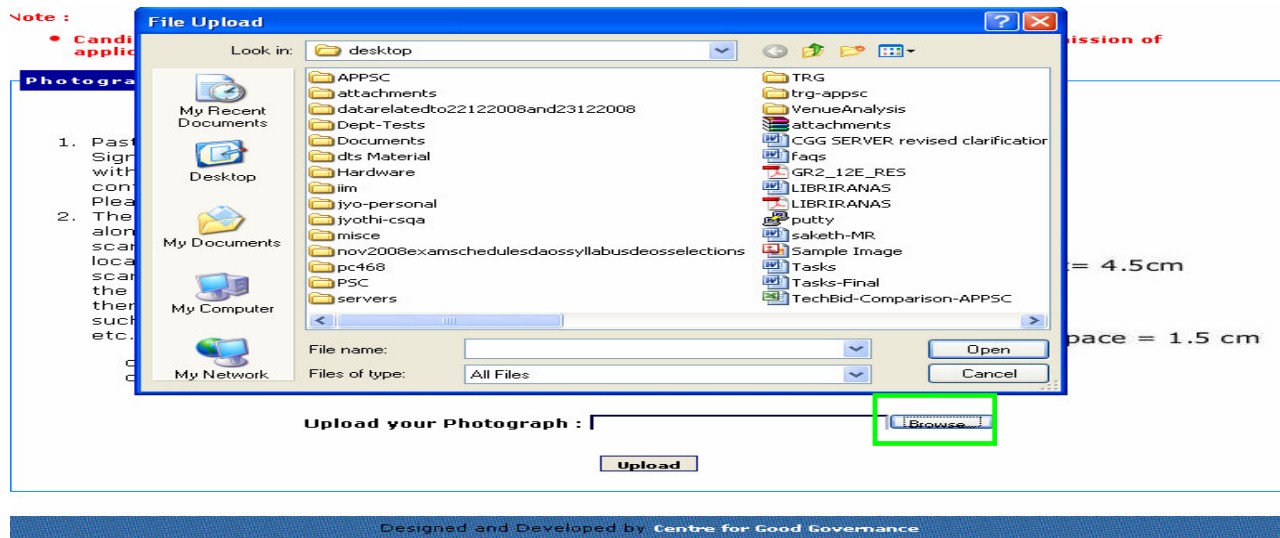 Note :
Candi
applic
ission of
Photogra
1. Past
Sign
with
Plea
2. The
alon
scan
loca
scan
the
then
such
etc.
File Upload
Look in: desktop
My Recent Documents
Desktop
My Documents
My Computer
My Network
APPSC
attachments
datarelatedto22122008and23122008
Dept-Tests
Documents
dts Material
Hardware
iim
jyo-personal
jyothi-csqa
misce
nov2008examschedulesdaossyllabusdeosselections
pc468
PSC
servers
TRG
trg-appsc
VenueAnalysis
attachments
CGG SERVER revised clarification
faqs
GR2_12E_RES
LIBRIRANAS
LIBRIRANAS
putty
saketh-MR
Sample Image
Tasks
Tasks-Final
TechBid-Comparison-APPSC
File name:
Open
Files of type: All Files
Cancel
= 4.5cm
pace = 1.5 cm
Upload your Photograph :
Browse...
Upload
Designed and Developed by Centre for Good Governance